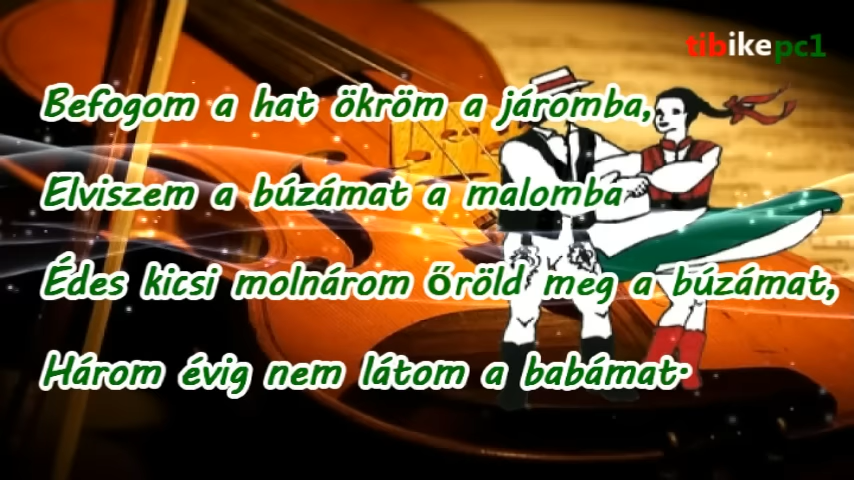 tibikepc1
Befogom a hat ökröm a járomba,
Elviszem a búzámat a malomba
Édes kicsi molnárom őröld meg a búzámat,
Három évig nem látom a babámat.